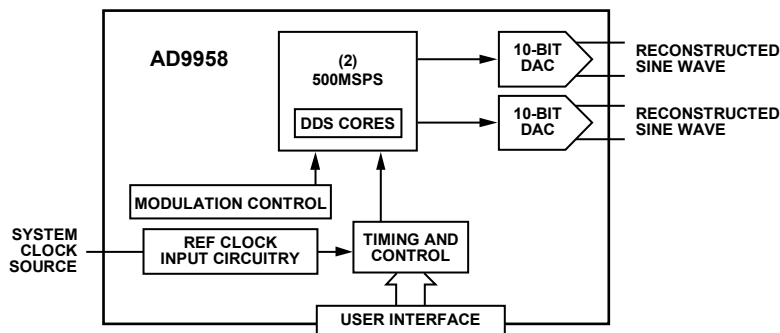 AD9958
(2)
500MSPS
DDS CORES
10-BIT
DAC
RECONSTRUCTED
SINE WAVE
10-BIT
DAC
RECONSTRUCTED
SINE WAVE
MODULATION CONTROL
SYSTEM
CLOCK
SOURCE
REF CLOCK
INPUT CIRCUITRY
TIMING AND
CONTROL
USER INTERFACE